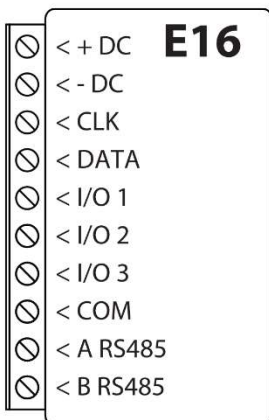 < + DC E16
< - DC
< CLK
< DATA
< I/O 1
< I/O 2
< I/O 3
< COM
< A RS485
< B RS485